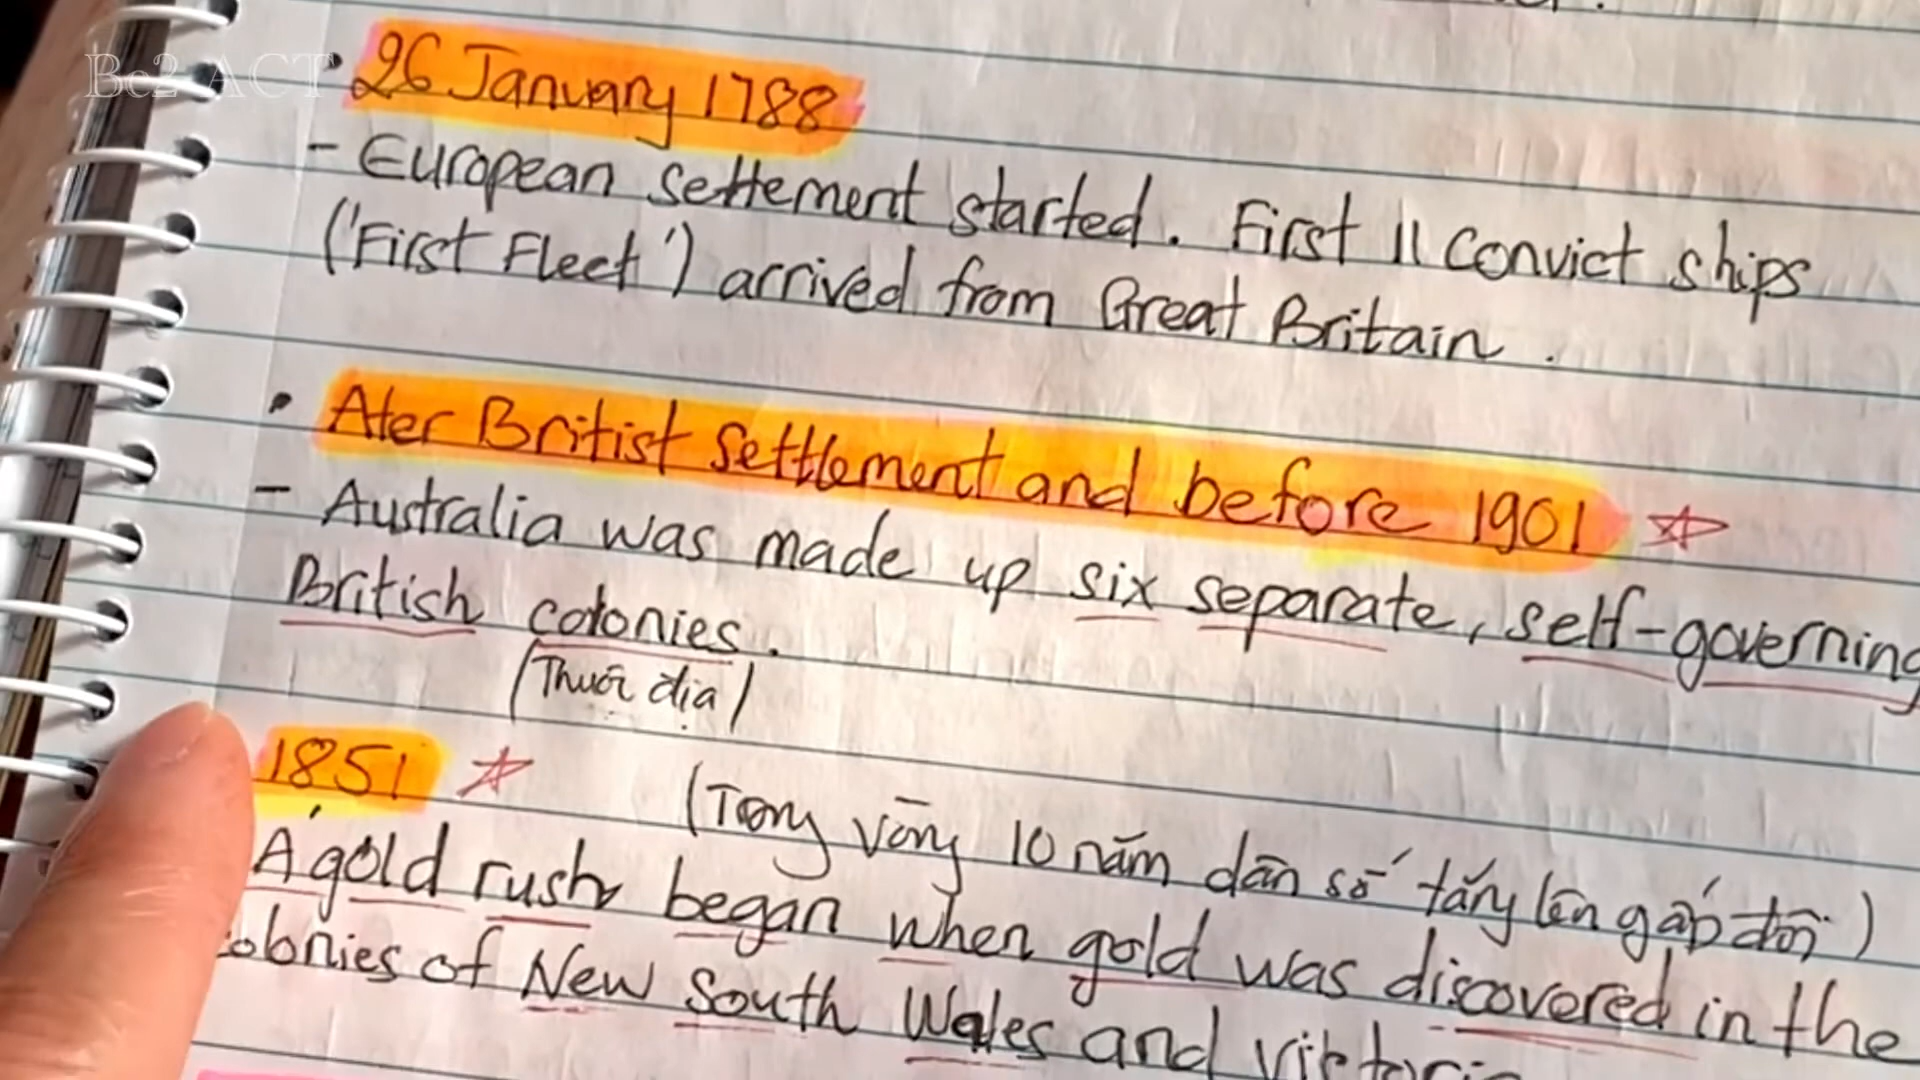 Be2 ACT
• 26 January 1788
- European settement started. First 11 convict ships
('First Fleet') arrived from Great Britain.
• Ater Britist Settlement and before 1901 ☆
- Australia was made up six separate, self-governing
British colonies.
/Thuộc địa/
1851 ☆
(Trong vòng 10 năm dân số tăng lên gấp đôi)
A gold rush began when gold was discovered in the
colonies of New South Wales and Victoria